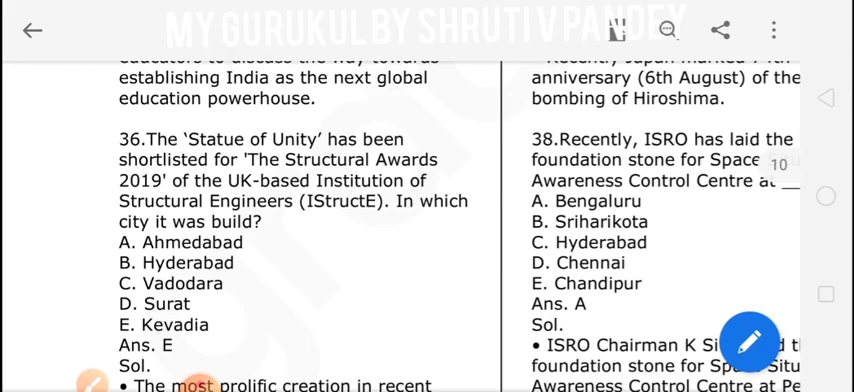 MY GURUKUL BY SHRUTI V PANDEY
establishing India as the next global
education powerhouse.
36.The ‘Statue of Unity’ has been
shortlisted for 'The Structural Awards
2019' of the UK-based Institution of
Structural Engineers (IStructE). In which
city it was build?
A. Ahmedabad
B. Hyderabad
C. Vadodara
D. Surat
E. Kevadia
Ans. E
Sol.
• The most prolific creation in recent
anniversary (6th August) of the
bombing of Hiroshima.
38.Recently, ISRO has laid the
foundation stone for Space
10
Awareness Control Centre at __
A. Bengaluru
B. Sriharikota
C. Hyderabad
D. Chennai
E. Chandipur
Ans. A
Sol.
• ISRO Chairman K
foundation stone for
Awareness Control Centre at